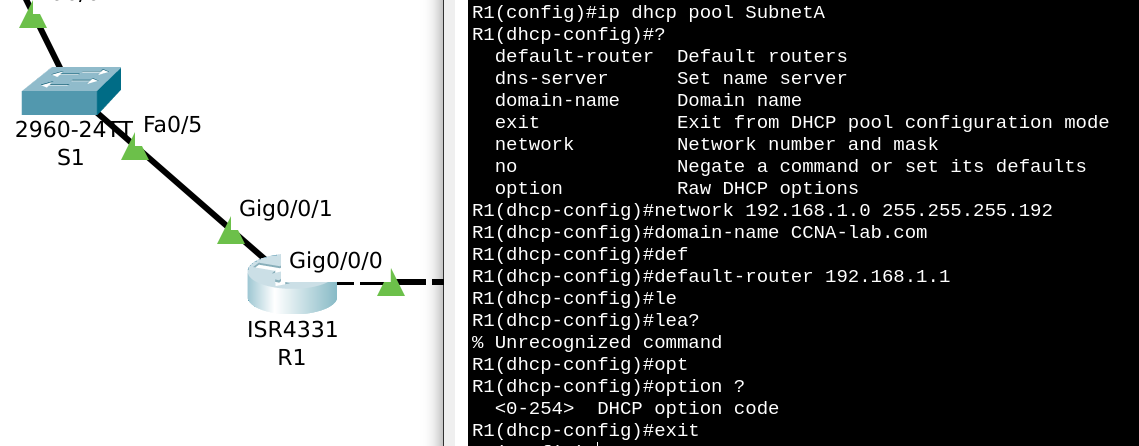 2960-24TT
S1
Fa0/5
Gig0/0/1
Gig0/0/0
ISR4331
R1
R1(config)#ip dhcp pool SubnetA
R1(dhcp-config)#?
default-router  Default routers
dns-server      Set name server
domain-name     Domain name
exit            Exit from DHCP pool configuration mode
network         Network number and mask
no              Negate a command or set its defaults
option          Raw DHCP options
R1(dhcp-config)#network 192.168.1.0 255.255.255.192
R1(dhcp-config)#domain-name CCNA-lab.com
R1(dhcp-config)#def
R1(dhcp-config)#default-router 192.168.1.1
R1(dhcp-config)#le
R1(dhcp-config)#lea?
% Unrecognized command
R1(dhcp-config)#opt
R1(dhcp-config)#option ?
<0-254>  DHCP option code
R1(dhcp-config)#exit